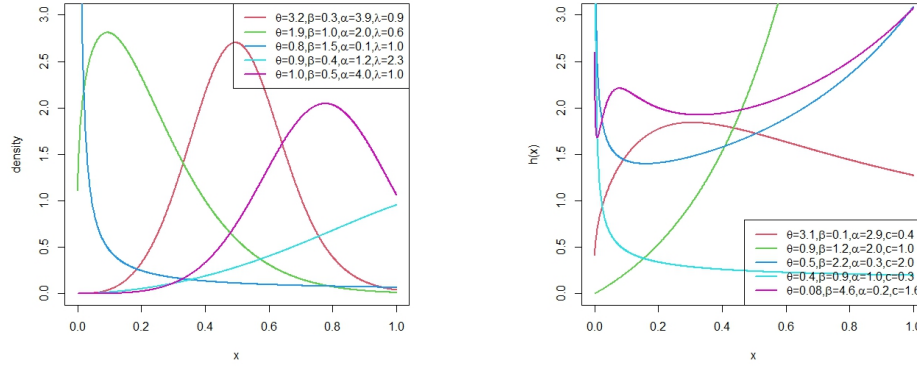 θ=3.2,β=0.3,α=3.9,λ=0.9
θ=1.9,β=1.0,α=2.0,λ=0.6
θ=0.8,β=1.5,α=0.1,λ=1.0
θ=0.9,β=0.4,α=1.2,λ=2.3
θ=1.0,β=0.5,α=4.0,λ=1.0
density
3.0
2.5
2.0
1.5
1.0
0.5
0.0
0.0 0.2 0.4 0.6 0.8 1.0
x
h(x)
3.0
2.5
2.0
1.5
1.0
0.5
0.0
θ=3.1,β=0.1,α=2.9,c=0.4
θ=0.9,β=1.2,α=2.0,c=1.0
θ=0.5,β=2.2,α=0.3,c=2.0
θ=0.4,β=0.9,α=1.0,c=0.3
θ=0.08,β=4.6,α=0.2,c=1.6
0.0 0.2 0.4 0.6 0.8 1.0
x